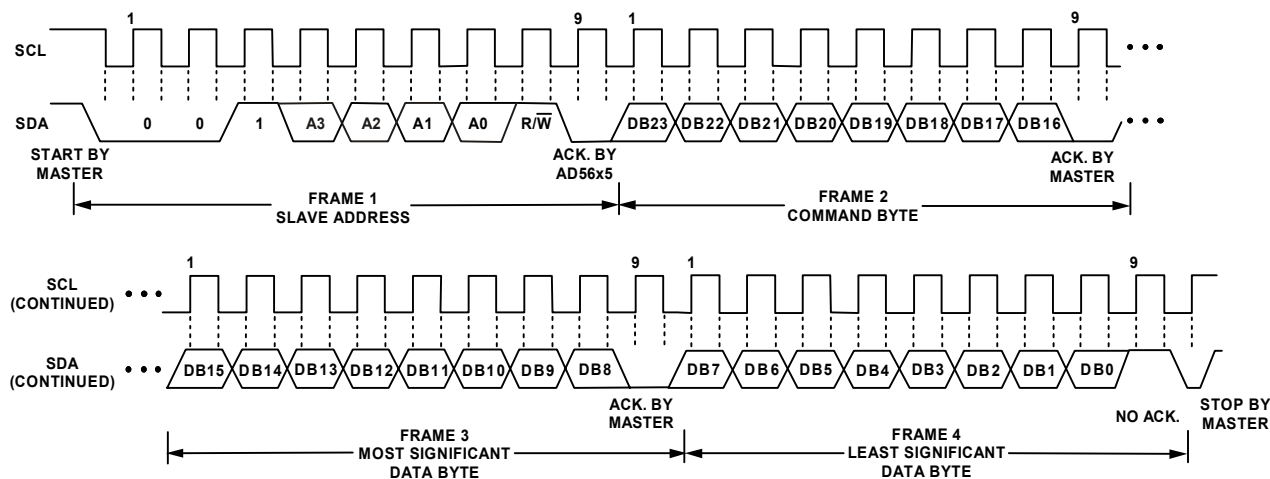 1 9 1 9
SCL
SDA 0 0 1 A3 A2 A1 A0 R/W̅ DB23 DB22 DB21 DB20 DB19 DB18 DB17 DB16
START BY
MASTER
ACK. BY
AD56x5
ACK. BY
MASTER
FRAME 1
SLAVE ADDRESS
FRAME 2
COMMAND BYTE
1 9 1 9
SCL
(CONTINUED)
SDA
(CONTINUED)
DB15 DB14 DB13 DB12 DB11 DB10 DB9 DB8 DB7 DB6 DB5 DB4 DB3 DB2 DB1 DB0
ACK. BY
MASTER
NO ACK.
STOP BY
MASTER
FRAME 3
MOST SIGNIFICANT
DATA BYTE
FRAME 4
LEAST SIGNIFICANT
DATA BYTE